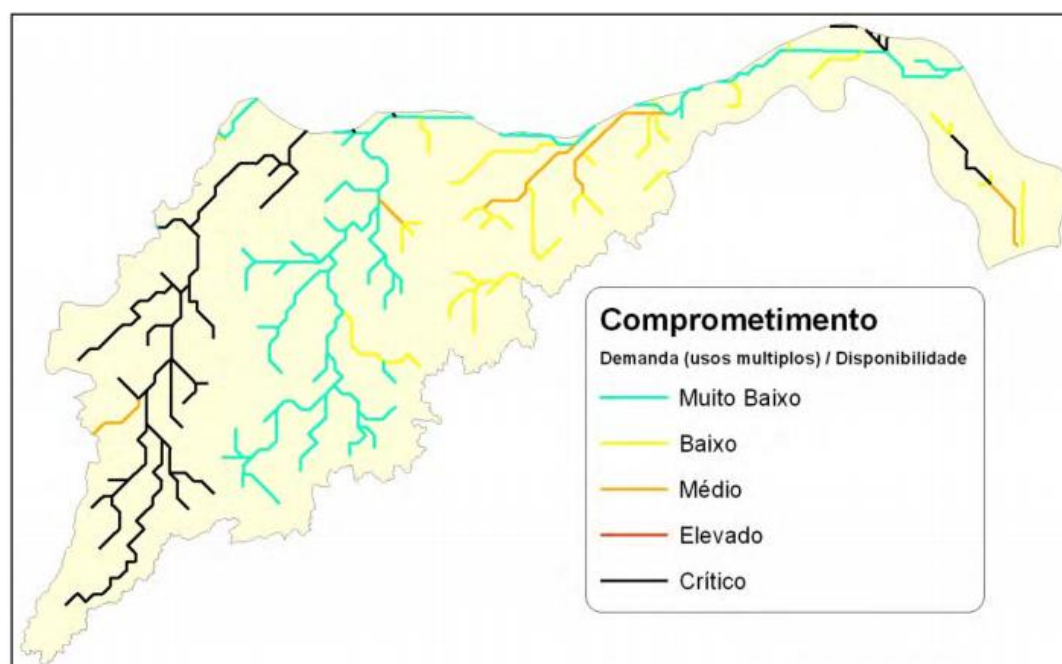 Comprometimento
Demanda (usos multiplos) / Disponibilidade
Muito Baixo
Baixo
Médio
Elevado
Crítico